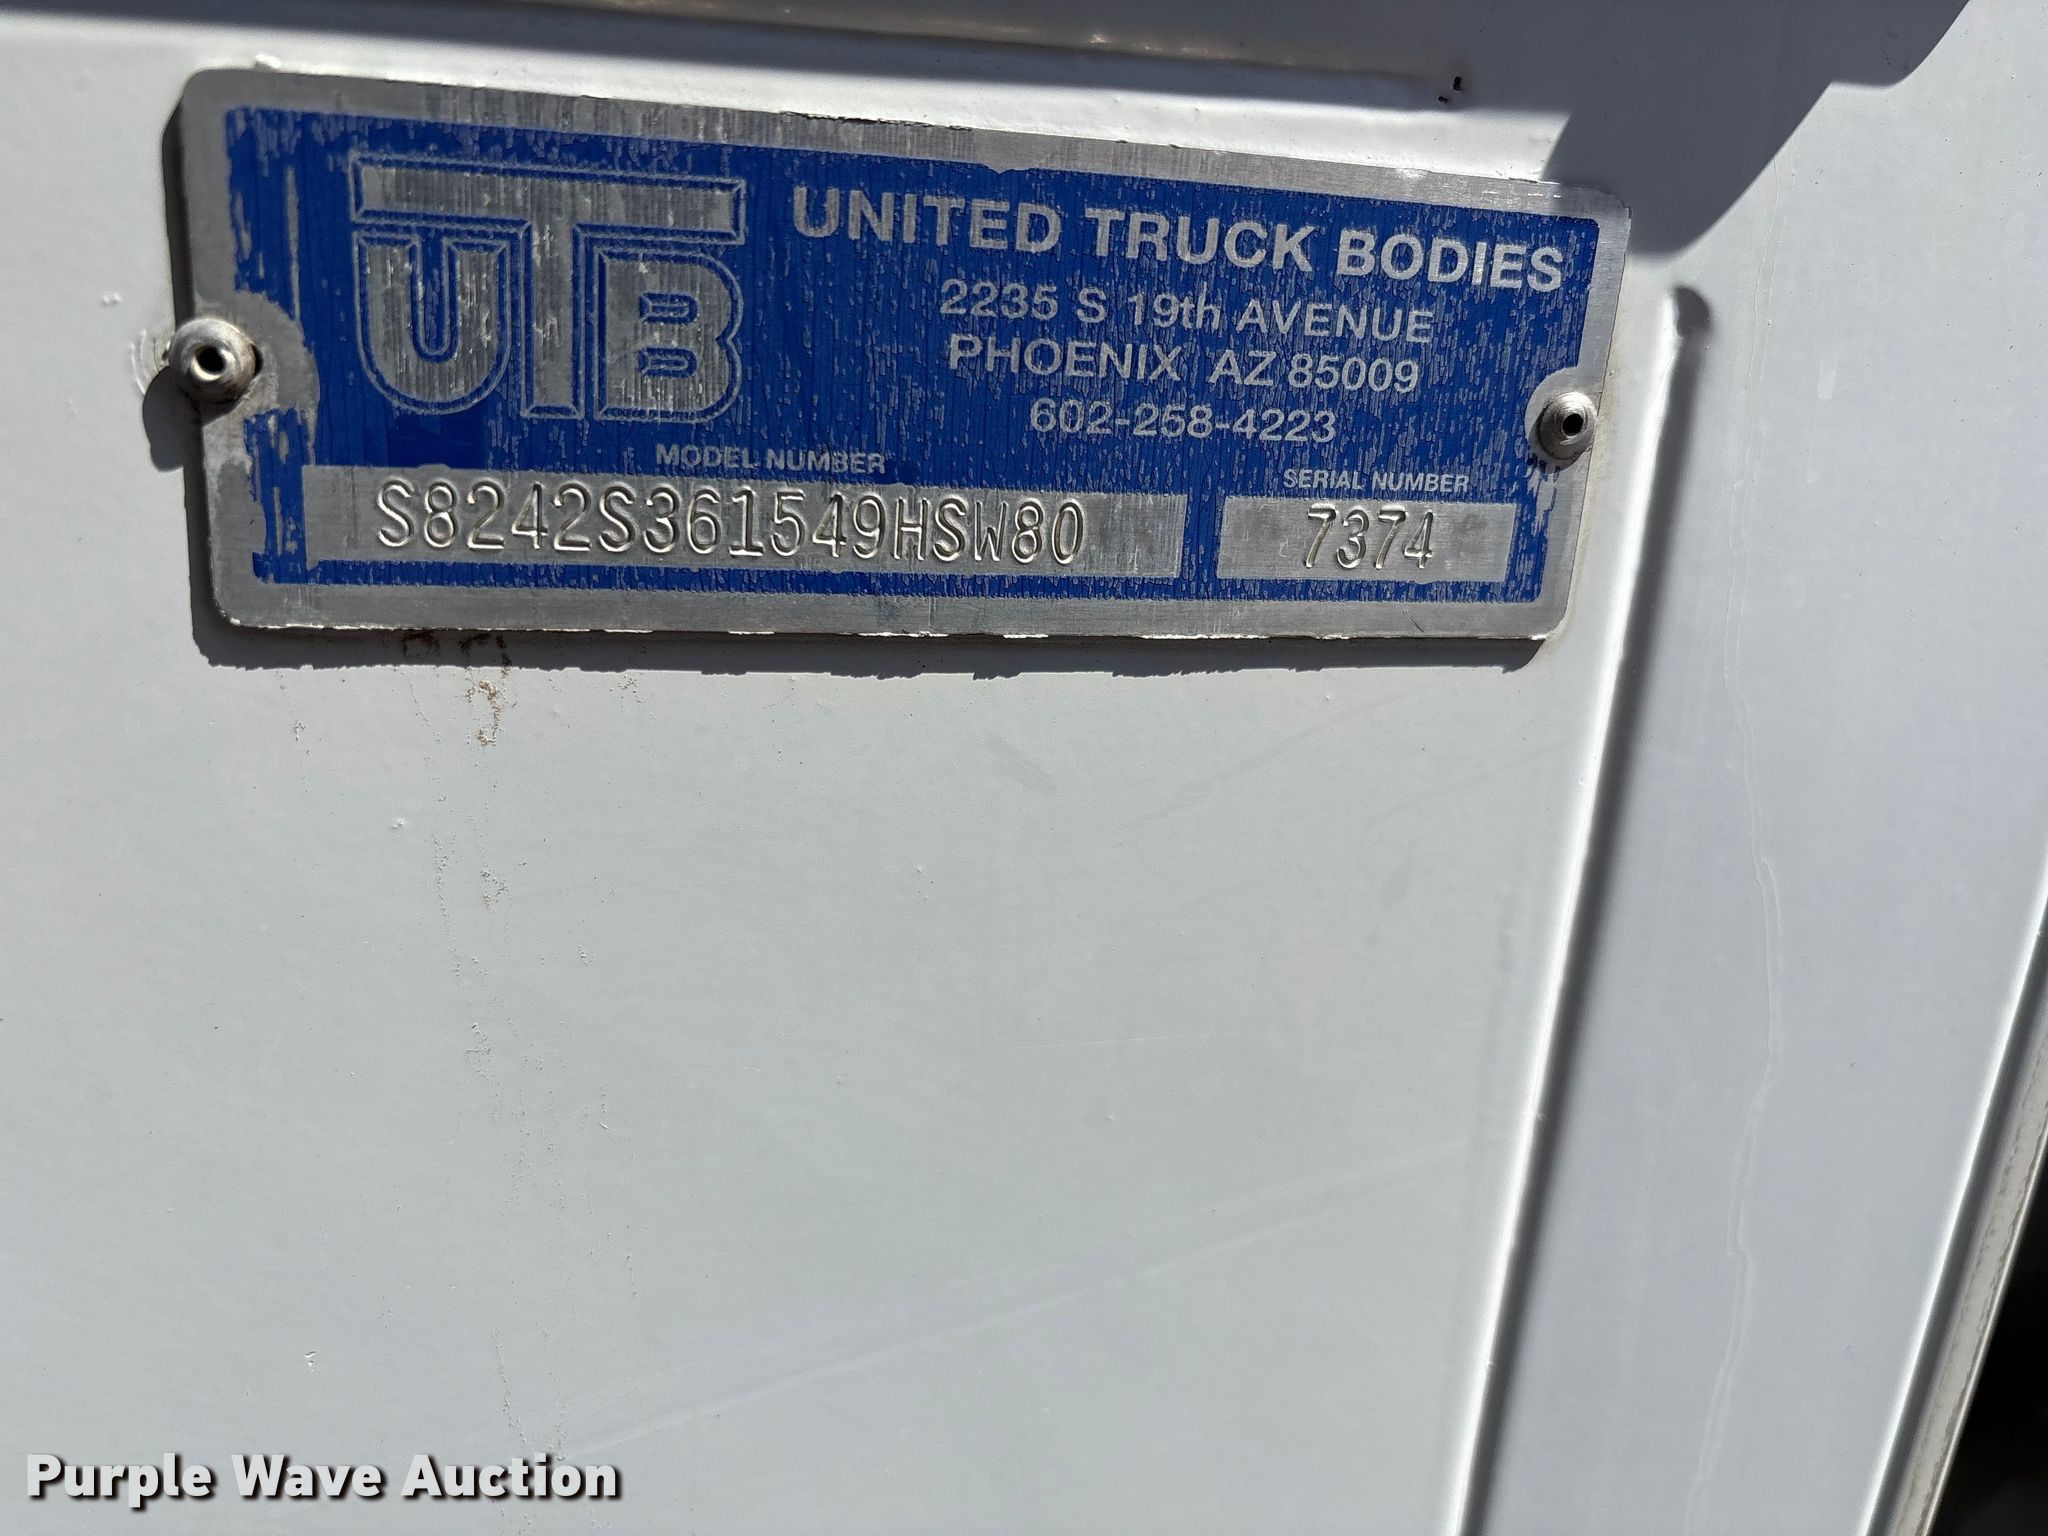 UTB
UNITED TRUCK BODIES
2235 S 19th AVENUE
PHOENIX AZ 85009
602-258-4223
MODEL NUMBER
S8242S361549HSW80
SERIAL NUMBER
7374
Purple Wave Auction